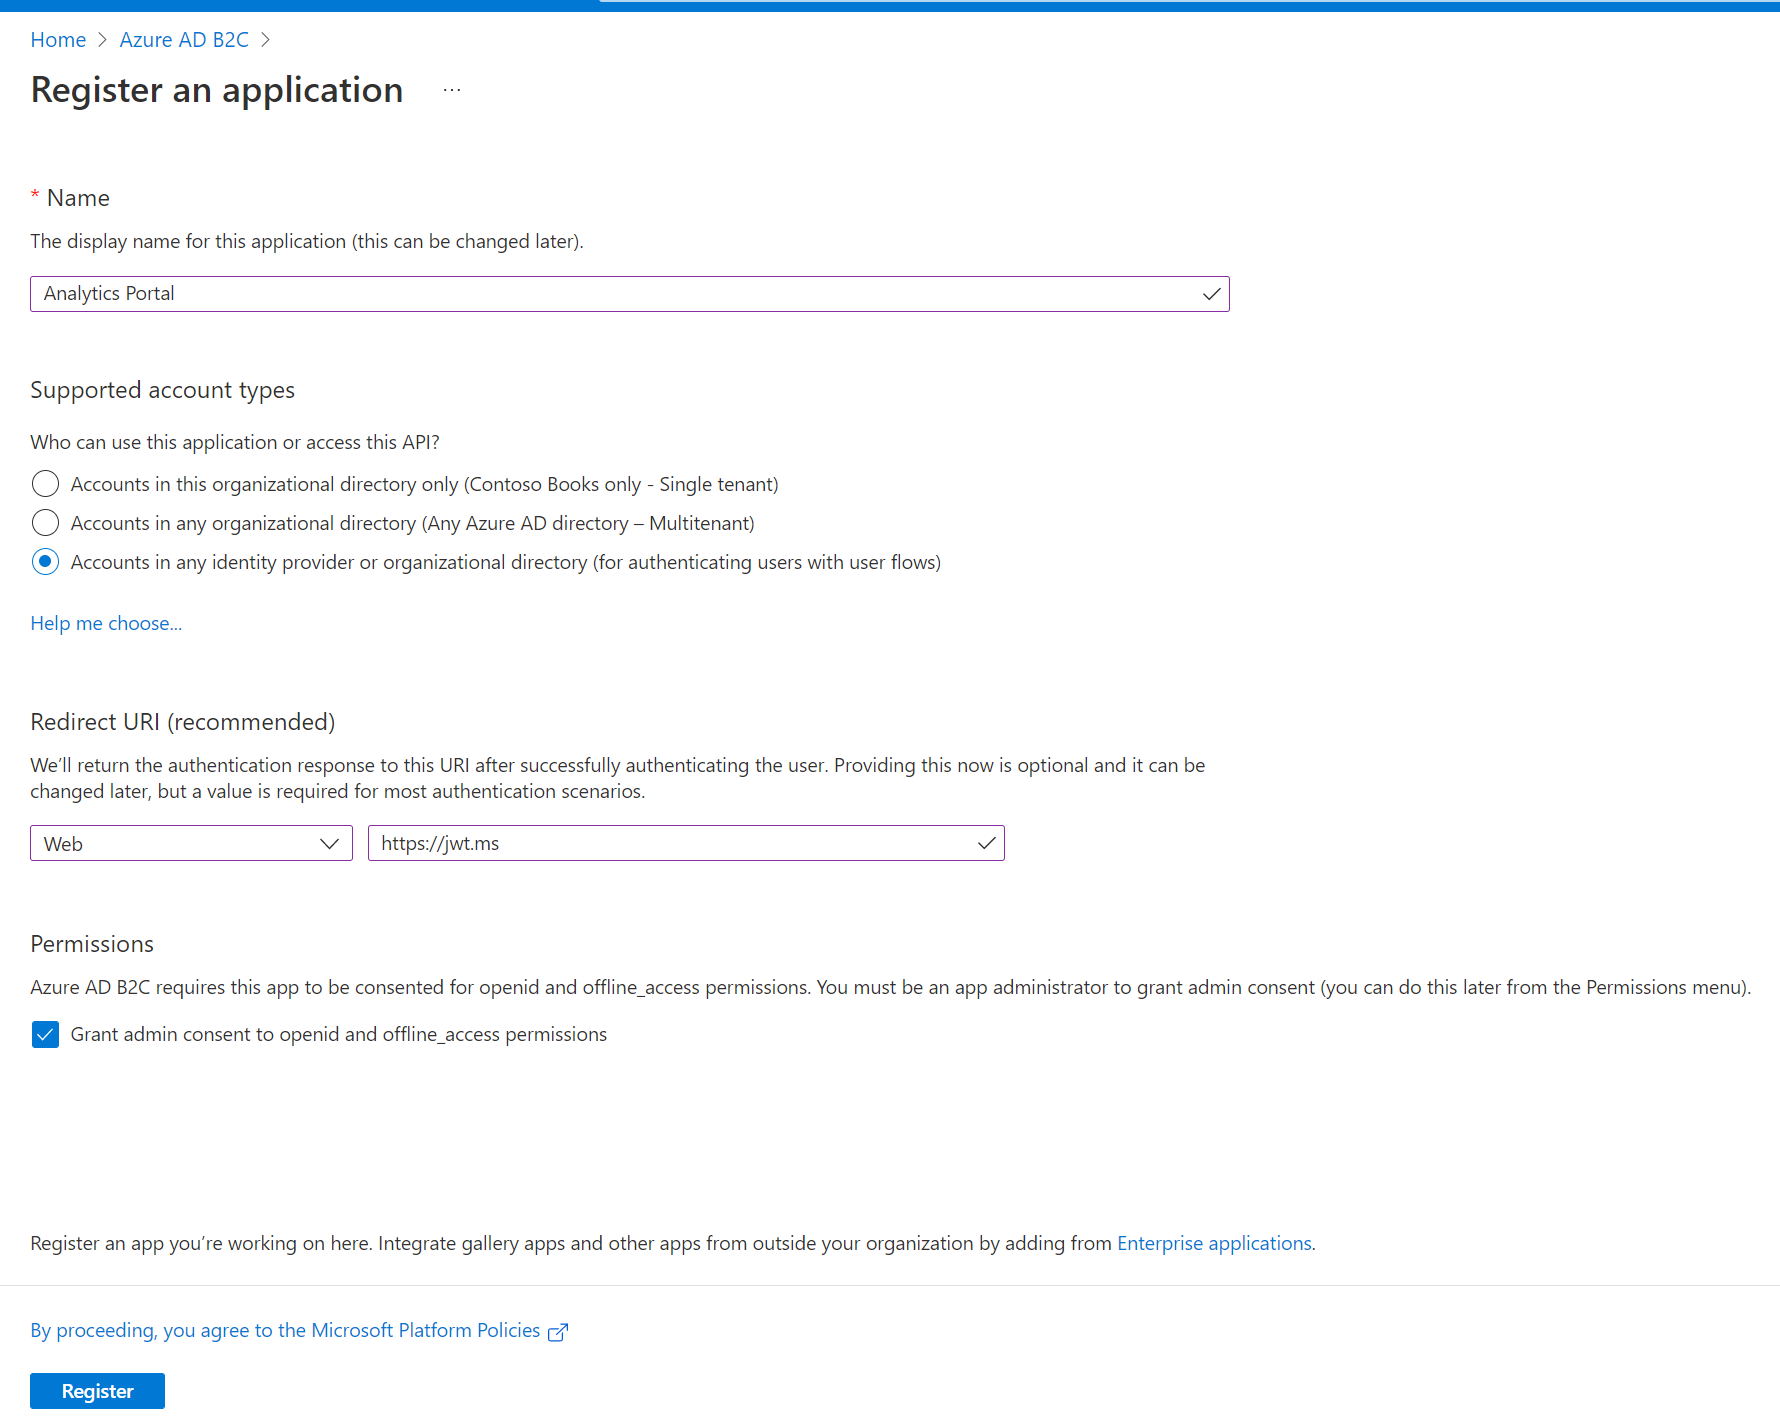 Home > Azure AD B2C >
Register an application ...
* Name
The display name for this application (this can be changed later).
Analytics Portal
Supported account types
Who can use this application or access this API?
Accounts in this organizational directory only (Contoso Books only - Single tenant)
Accounts in any organizational directory (Any Azure AD directory – Multitenant)
Accounts in any identity provider or organizational directory (for authenticating users with user flows)
Help me choose...
Redirect URI (recommended)
We'll return the authentication response to this URI after successfully authenticating the user. Providing this now is optional and it can be
changed later, but a value is required for most authentication scenarios.
Web https://jwt.ms
Permissions
Azure AD B2C requires this app to be consented for openid and offline_access permissions. You must be an app administrator to grant admin consent (you can do this later from the Permissions menu).
Grant admin consent to openid and offline_access permissions
Register an app you're working on here. Integrate gallery apps and other apps from outside your organization by adding from Enterprise applications.
By proceeding, you agree to the Microsoft Platform Policies
Register